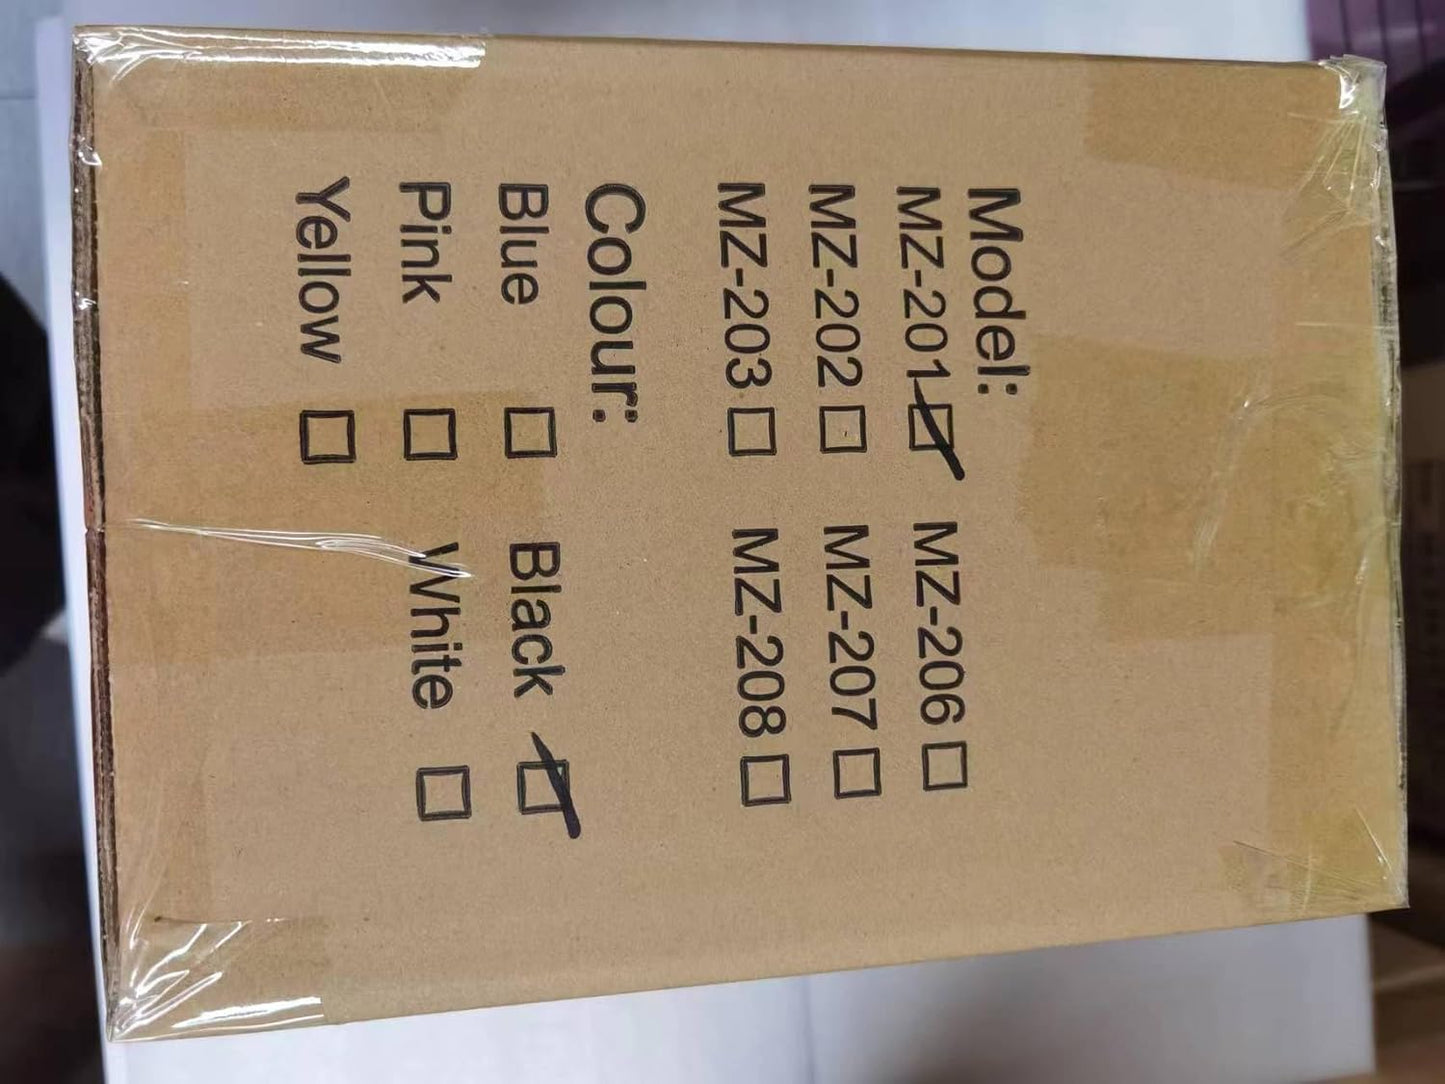 Model:
MZ-201 ☑ MZ-206 ☐
MZ-202 ☐ MZ-207 ☐
MZ-203 ☐ MZ-208 ☐
Colour:
Blue ☐ Black ☑
Pink ☐ White ☐
Yellow ☐